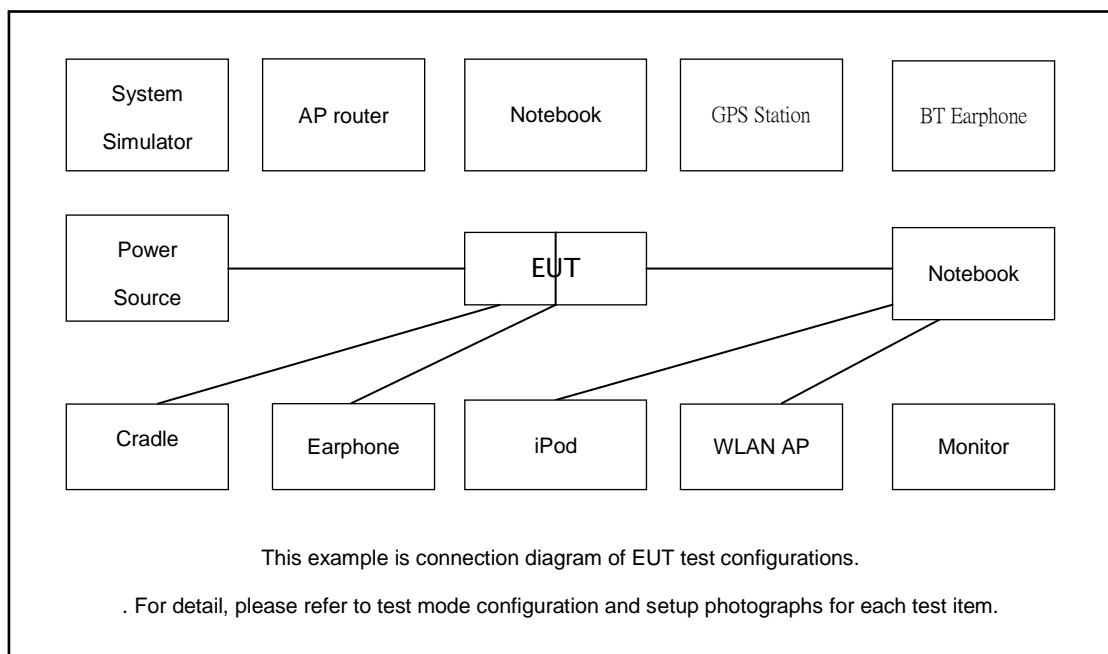 System
Simulator
AP router
Notebook
GPS Station
BT Earphone
Power
Source
EUT
Notebook
Cradle
Earphone
iPod
WLAN AP
Monitor
This example is connection diagram of EUT test configurations.
. For detail, please refer to test mode configuration and setup photographs for each test item.